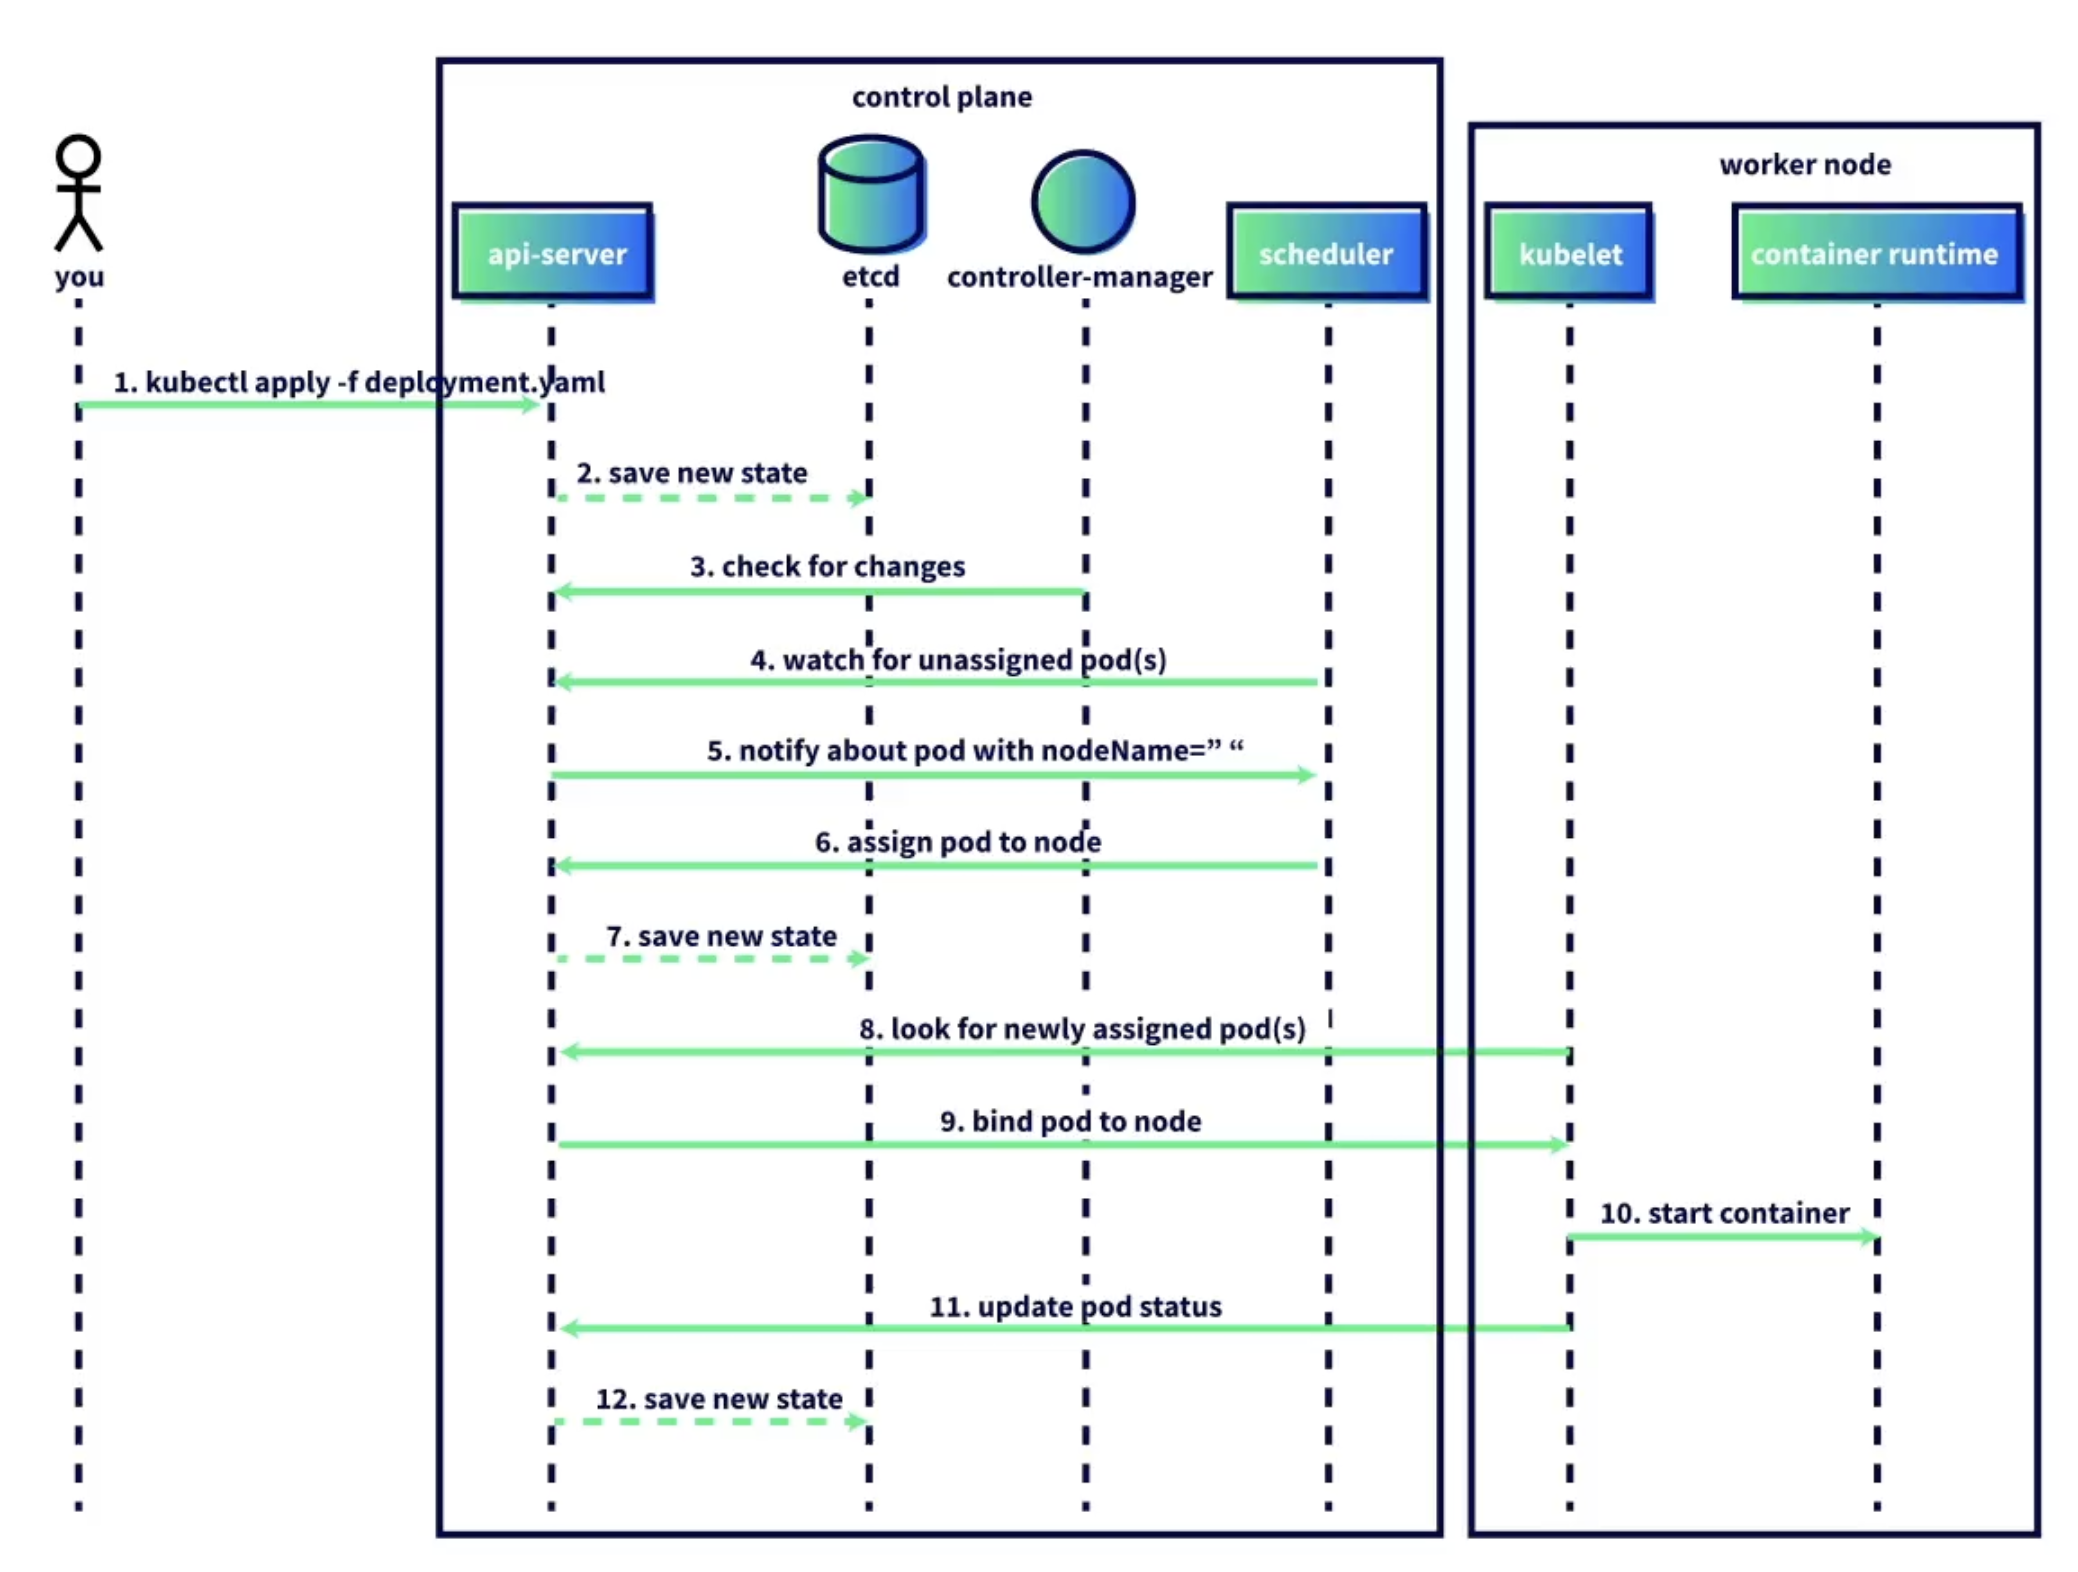 control plane
worker node
you
api-server
etcd
controller-manager
scheduler
kubelet
container runtime
1. kubectl apply -f deployment.yaml
2. save new state
3. check for changes
4. watch for unassigned pod(s)
5. notify about pod with nodeName=” “
6. assign pod to node
7. save new state
8. look for newly assigned pod(s)
9. bind pod to node
10. start container
11. update pod status
12. save new state